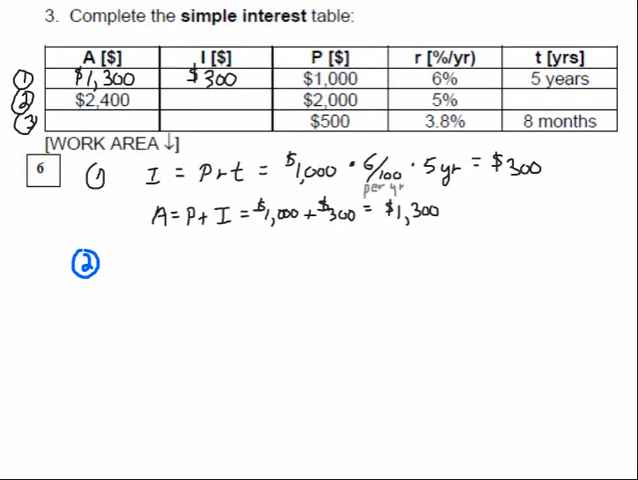 3. Complete the simple interest table:
A [$] I [$] P [$] r [%/yr) t [yrs)
① $1,300 $300 $1,000 6% 5 years
② $2,400 $2,000 5%
③ $500 3.8% 8 months
[WORK AREA ↓]
6
① I = Prt = $1,000 · 6/100 · 5 yr = $300
per yr
A = P + I = $1,000 + $300 = $1,300
②